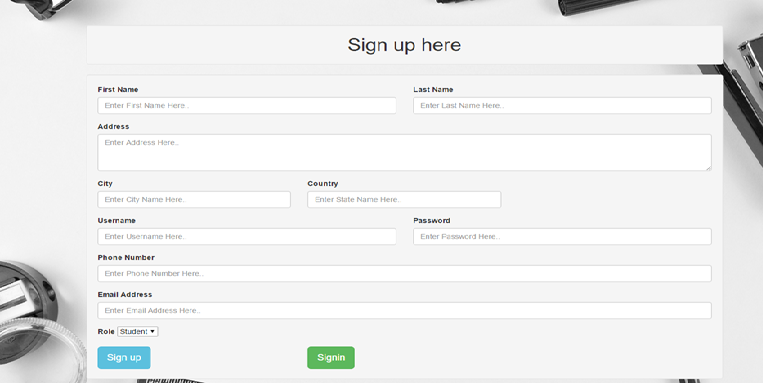 Sign up here
First Name Last Name
Enter First Name Here.. Enter Last Name Here..
Address
Enter Address Here..
City Country
Enter City Name Here.. Enter State Name Here..
Username Password
Enter Username Here.. Enter Password Here..
Phone Number
Enter Phone Number Here..
Email Address
Enter Email Address Here..
Role Student
Sign up Signin